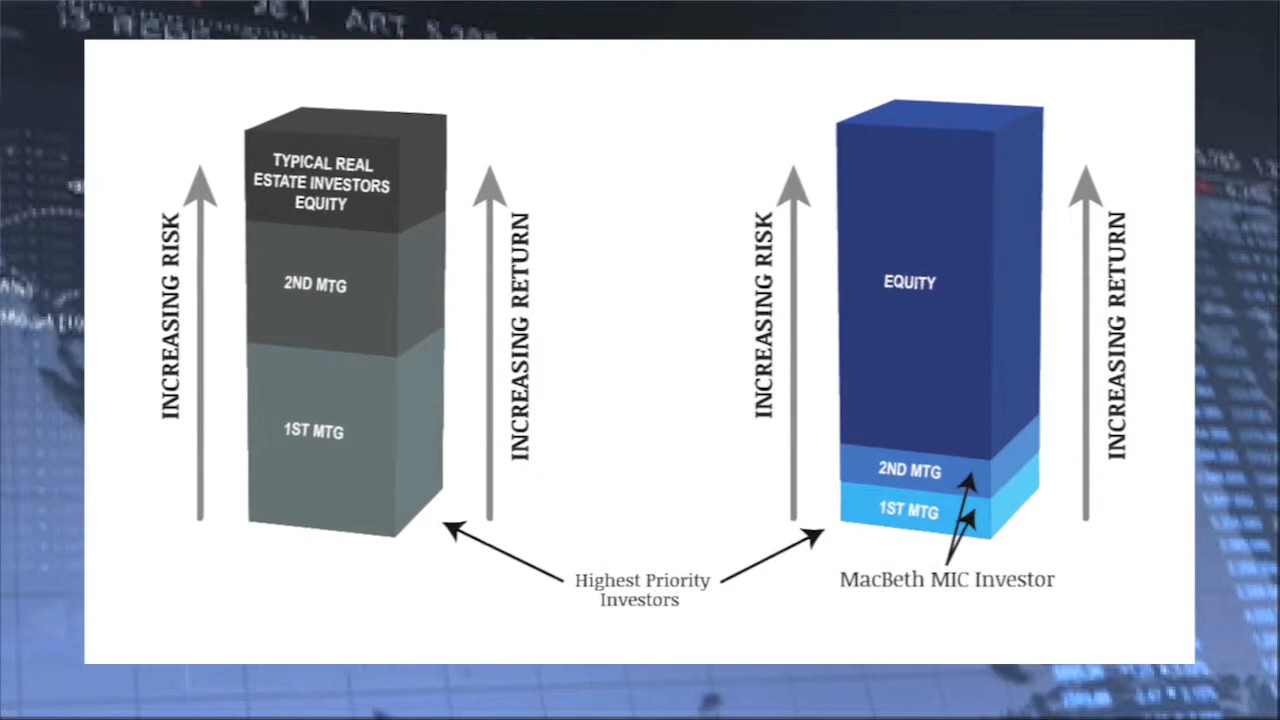 ART
TYPICAL REAL
ESTATE INVESTORS
EQUITY
2ND MTG
1ST MTG
INCREASING RISK
INCREASING RETURN
INCREASING RISK
EQUITY
2ND MTG
1ST MTG
INCREASING RETURN
Highest Priority
Investors
MacBeth MIC Investor